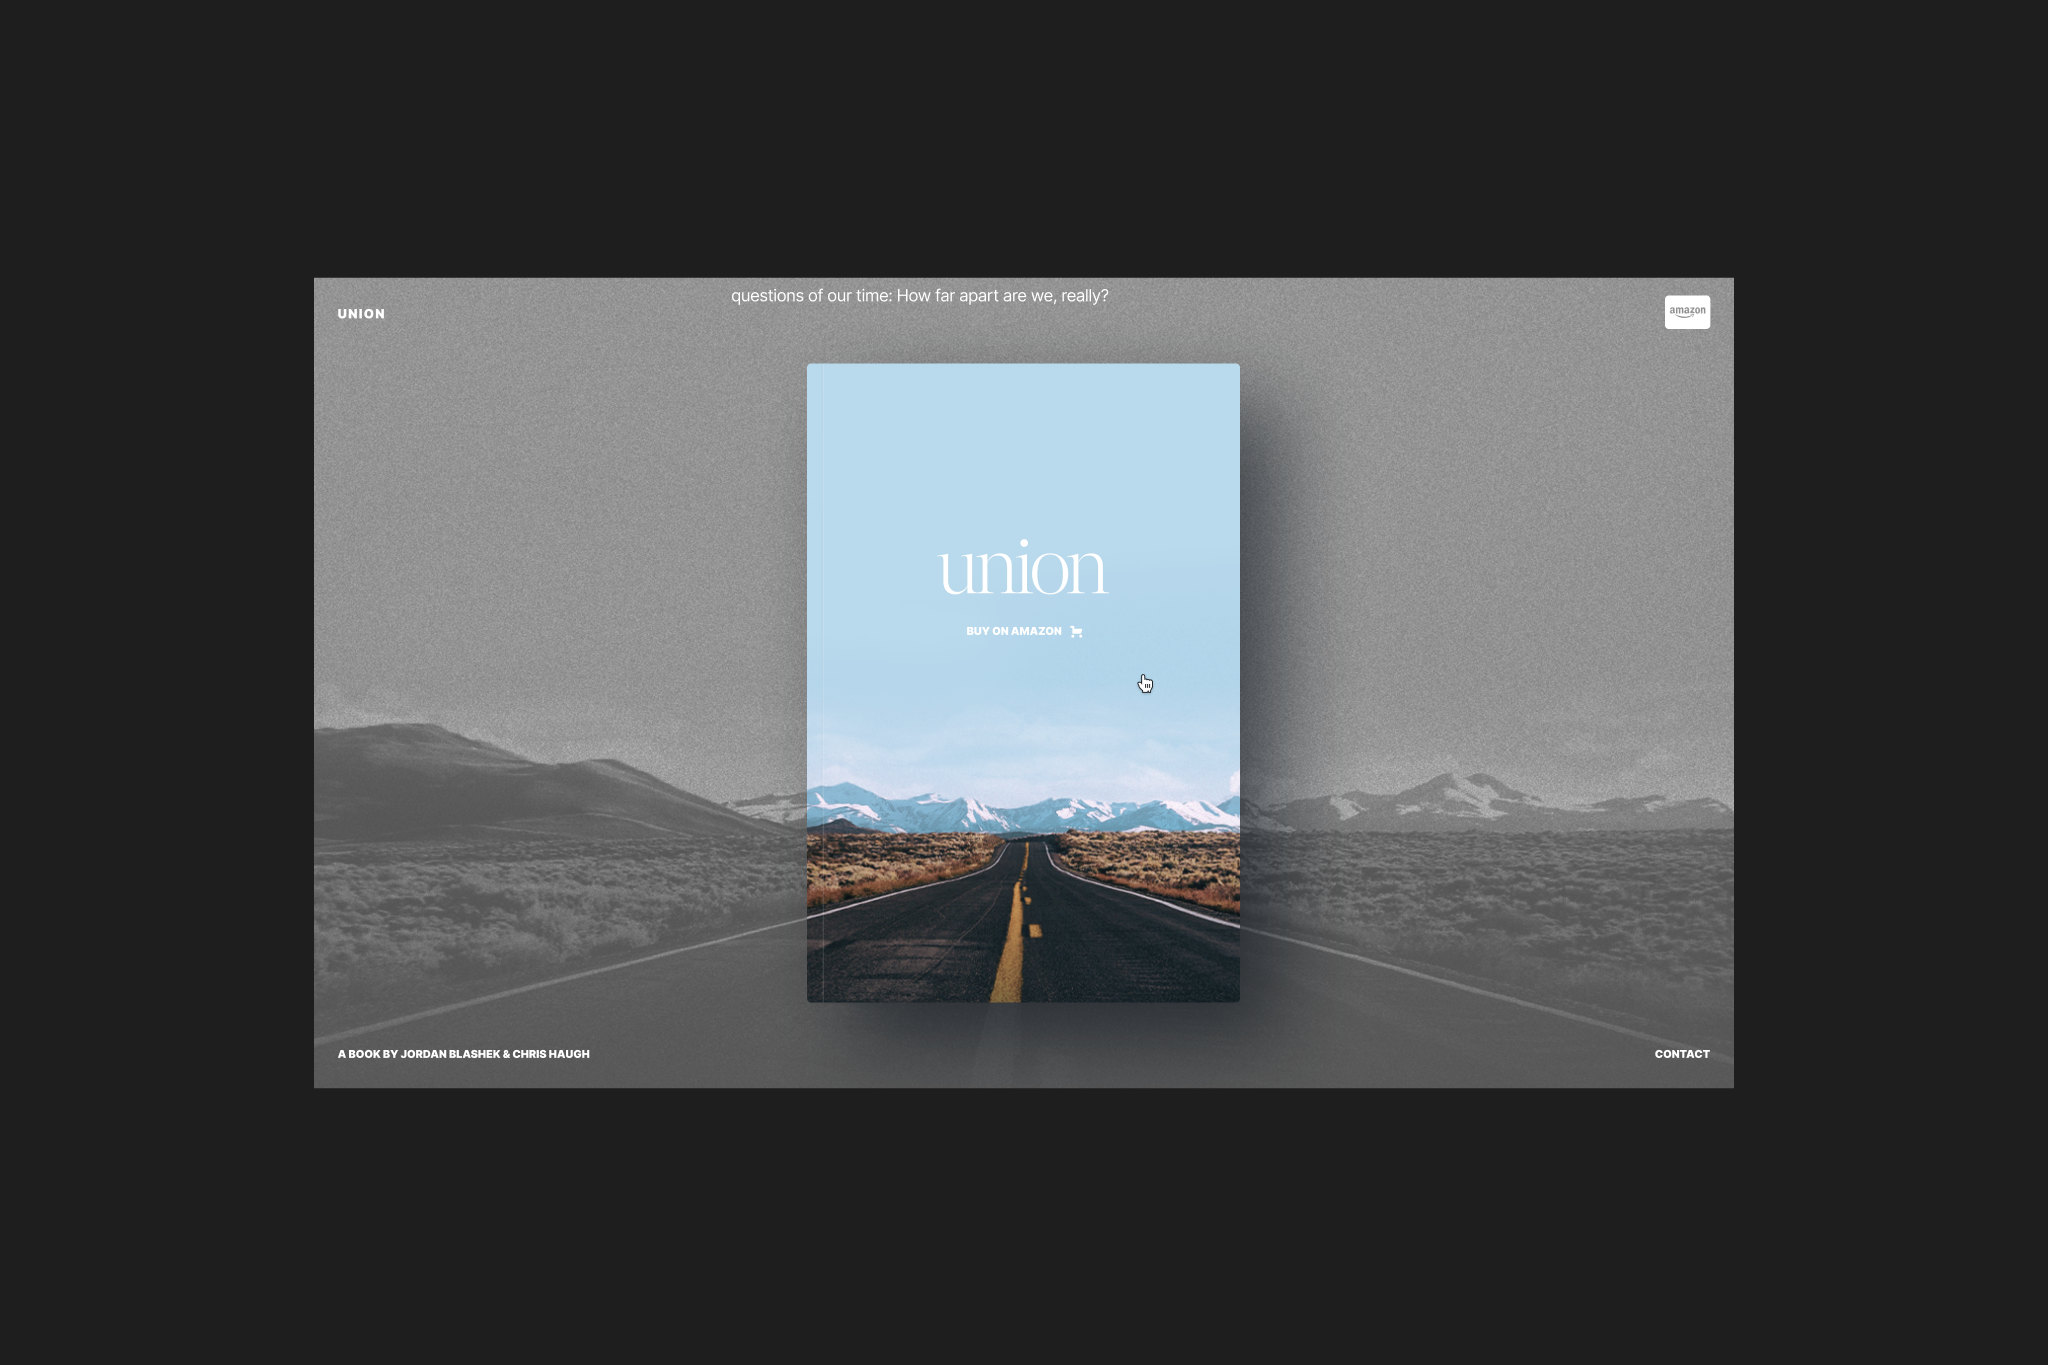 questions of our time: How far apart are we, really?
UNION
amazon
union
BUY ON AMAZON
A BOOK BY JORDAN BLASHEK & CHRIS HAUGH
CONTACT